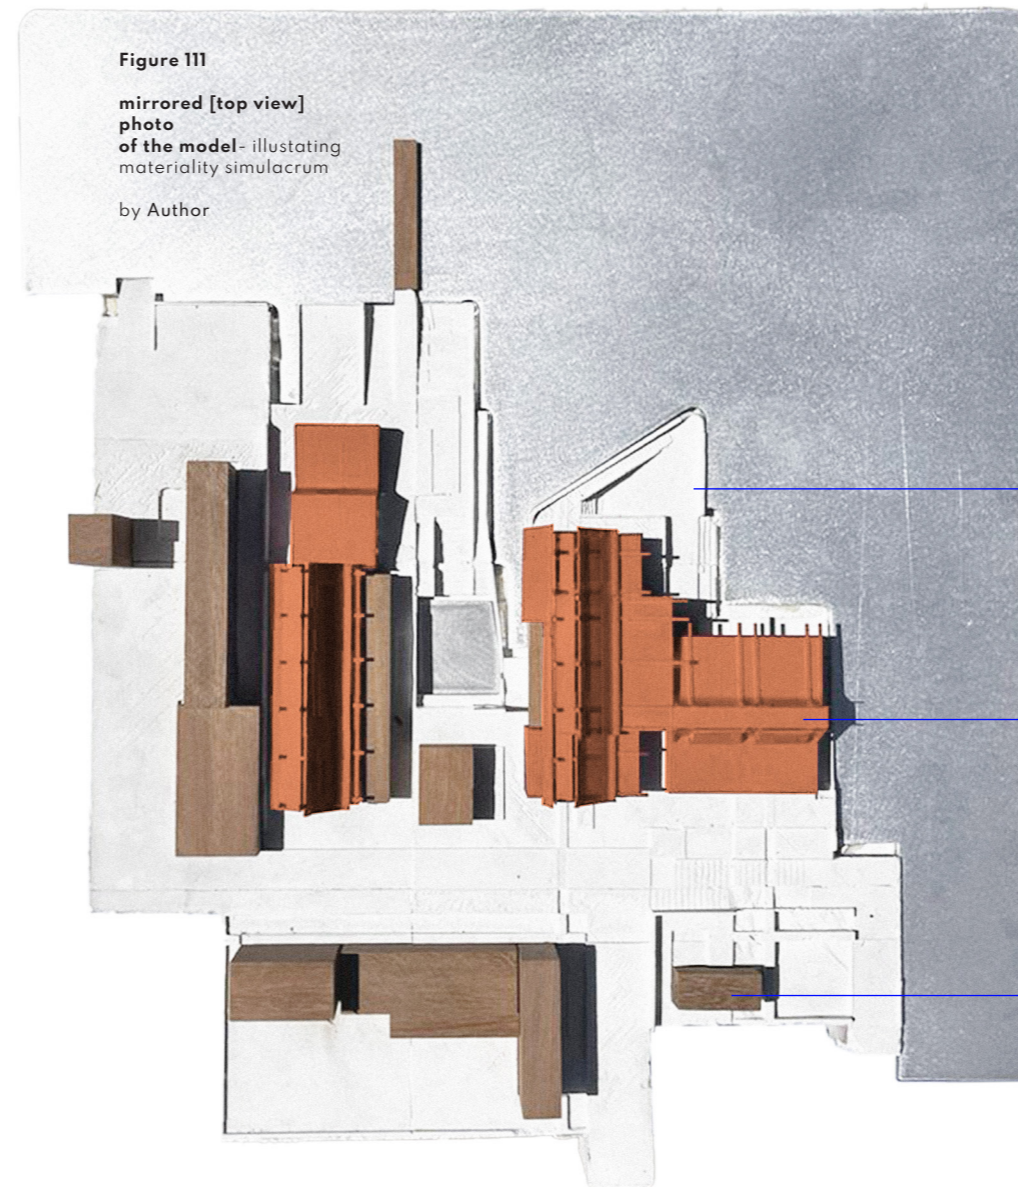 Figure 111
mirrored [top view]
photo
of the model- illustating
materiality simulacrum
by Author